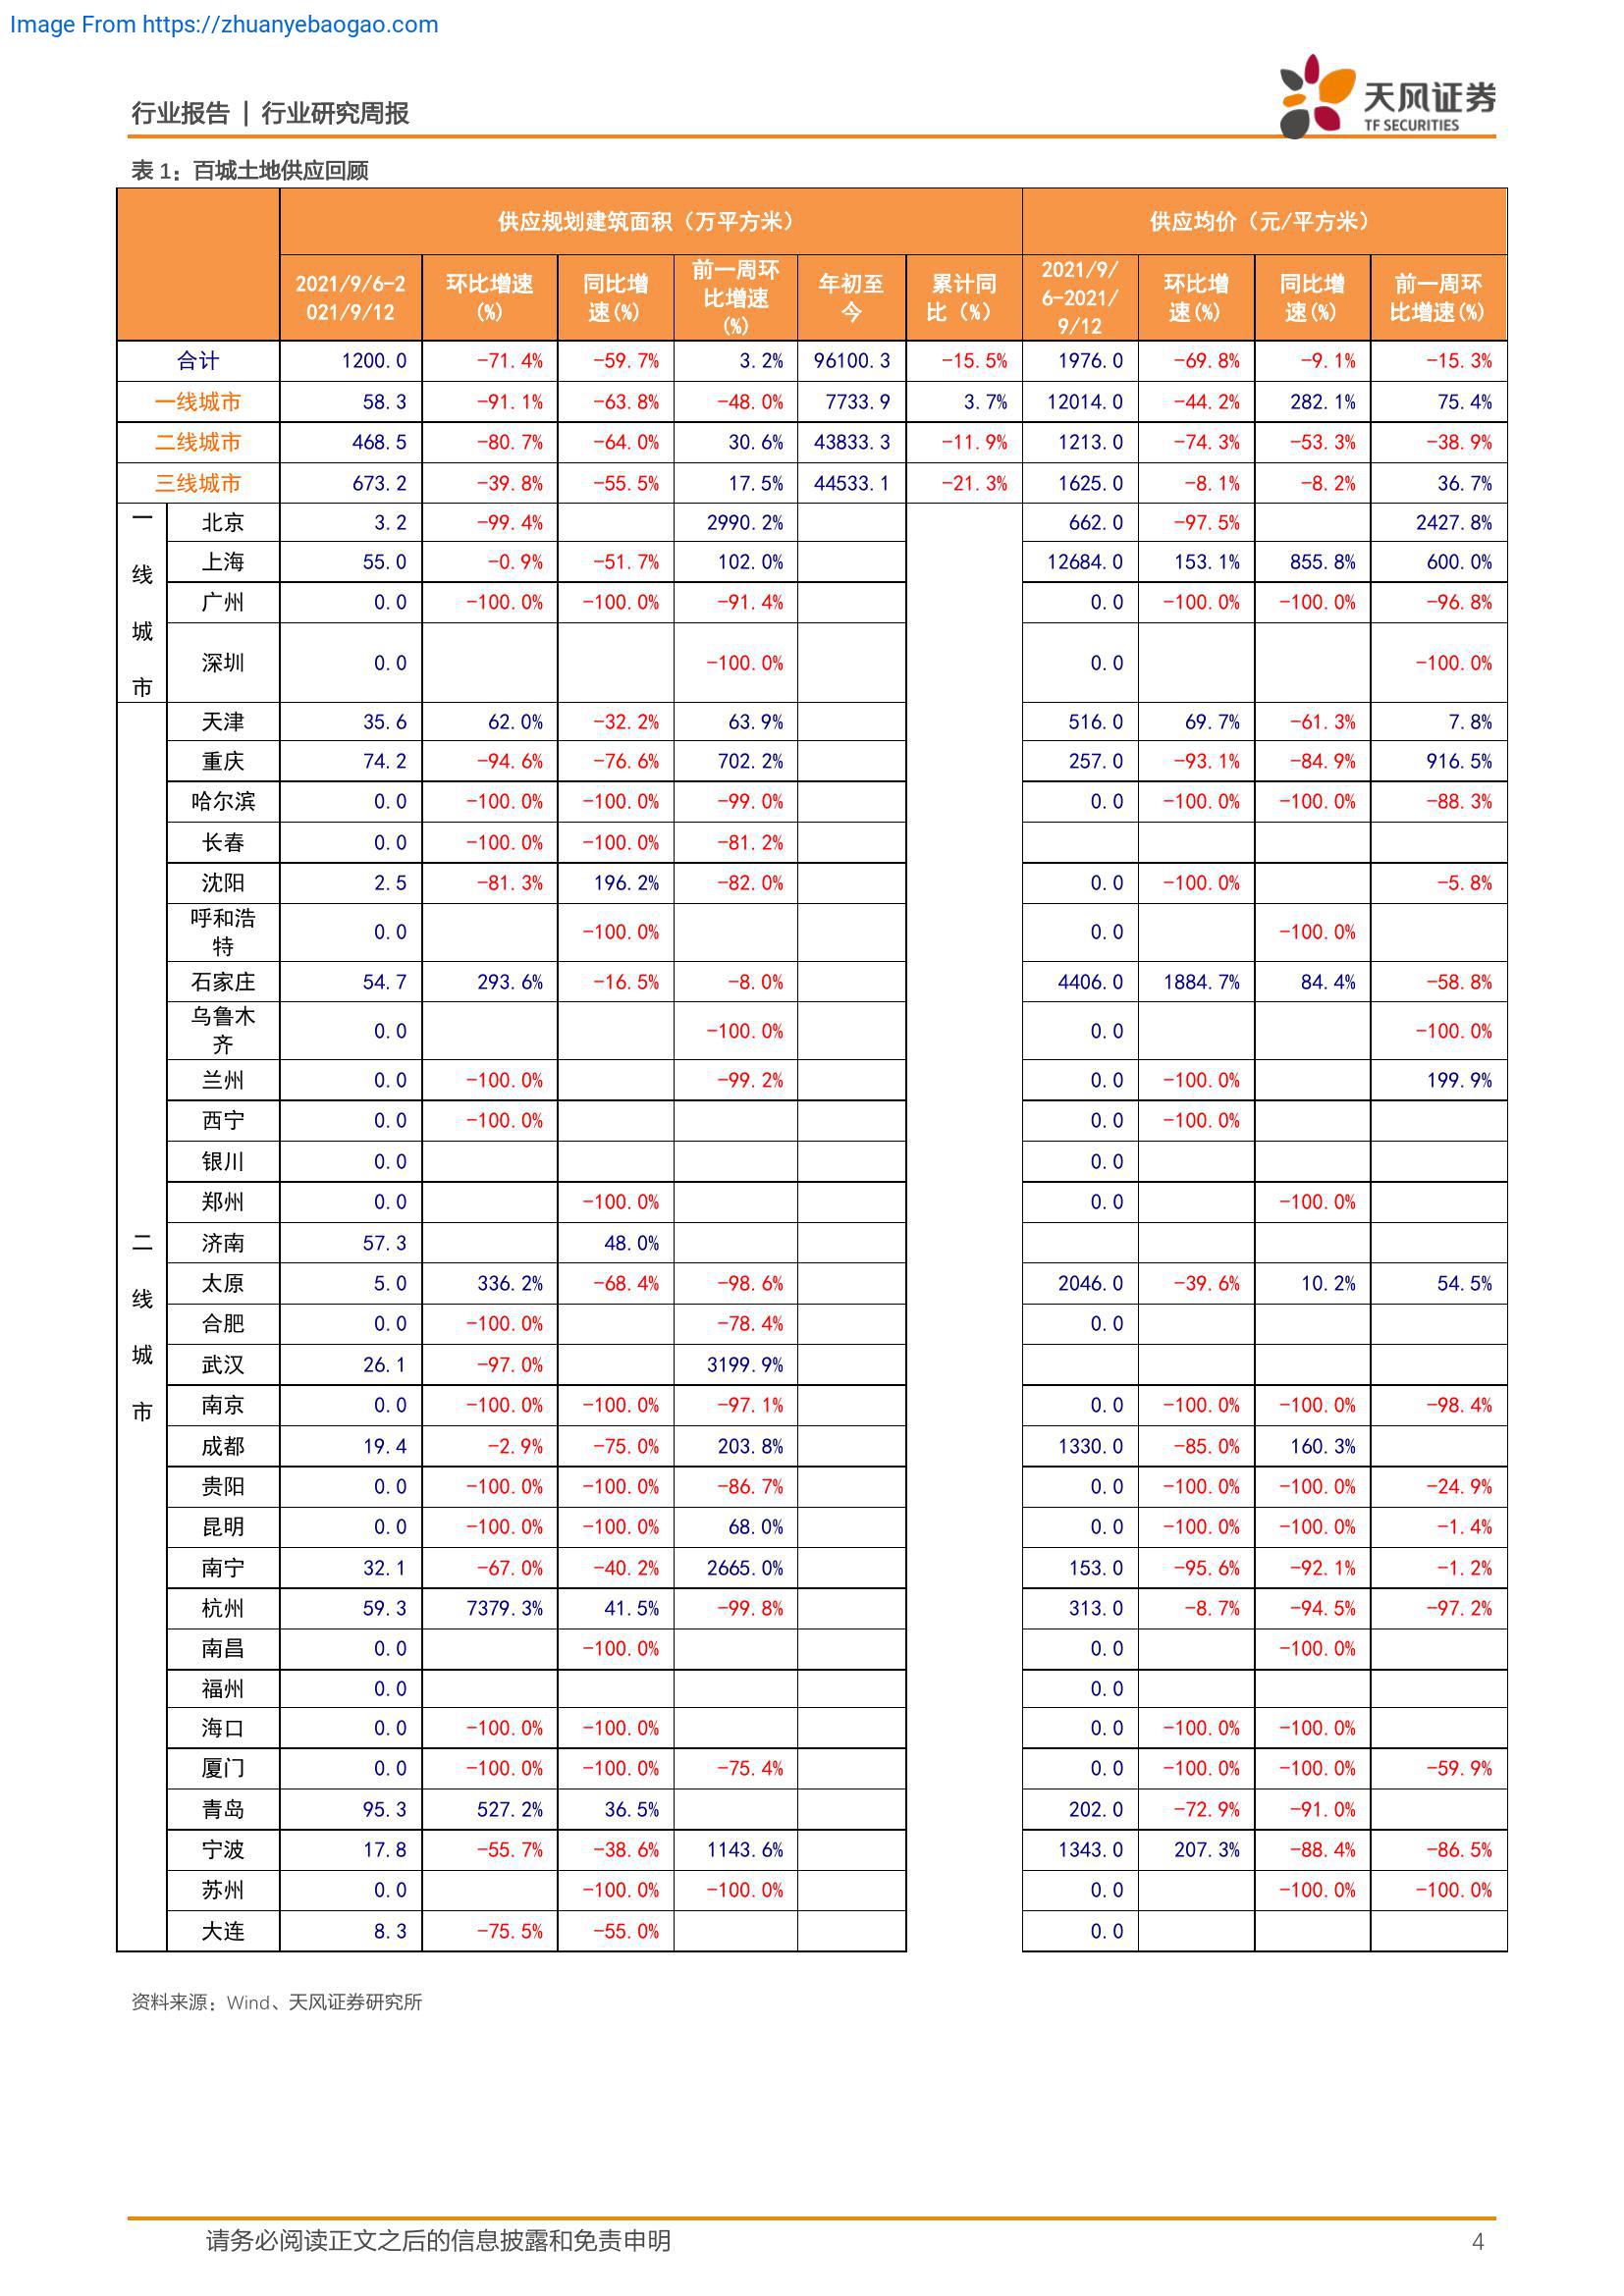 Image From https://zhuanyebaogao.com
行业报告 | 行业研究周报
天风证券
TF SECURITIES
表 1：百城土地供应回顾
供应规划建筑面积（万平方米） 供应均价（元/平方米）
2021/9/6-2021/9/12 环比增速(%) 同比增速(%) 前一周环比增速(%) 年初至今 累计同比（%） 2021/9/6-2021/9/12 环比增速(%) 同比增速(%) 前一周环比增速(%)
合计 1200.0 -71.4% -59.7% 3.2% 96100.3 -15.5% 1976.0 -69.8% -9.1% -15.3%
一线城市 58.3 -91.1% -63.8% -48.0% 7733.9 3.7% 12014.0 -44.2% 282.1% 75.4%
二线城市 468.5 -80.7% -64.0% 30.6% 43833.3 -11.9% 1213.0 -74.3% -53.3% -38.9%
三线城市 673.2 -39.8% -55.5% 17.5% 44533.1 -21.3% 1625.0 -8.1% -8.2% 36.7%
一线城市
北京 3.2 -99.4% 2990.2% 662.0 -97.5% 2427.8%
上海 55.0 -0.9% -51.7% 102.0% 12684.0 153.1% 855.8% 600.0%
广州 0.0 -100.0% -100.0% -91.4% 0.0 -100.0% -100.0% -96.8%
深圳 0.0 -100.0% 0.0 -100.0%
二线城市
天津 35.6 62.0% -32.2% 63.9% 516.0 69.7% -61.3% 7.8%
重庆 74.2 -94.6% -76.6% 702.2% 257.0 -93.1% -84.9% 916.5%
哈尔滨 0.0 -100.0% -100.0% -99.0% 0.0 -100.0% -100.0% -88.3%
长春 0.0 -100.0% -100.0% -81.2%
沈阳 2.5 -81.3% 196.2% -82.0% 0.0 -100.0% -5.8%
呼和浩特 0.0 -100.0% 0.0 -100.0%
石家庄 54.7 293.6% -16.5% -8.0% 4406.0 1884.7% 84.4% -58.8%
乌鲁木齐 0.0 -100.0% 0.0 -100.0%
兰州 0.0 -100.0% -99.2% 0.0 -100.0% 199.9%
西宁 0.0 -100.0% 0.0 -100.0%
银川 0.0 0.0
郑州 0.0 -100.0% 0.0 -100.0%
济南 57.3 48.0%
太原 5.0 336.2% -68.4% -98.6% 2046.0 -39.6% 10.2% 54.5%
合肥 0.0 -100.0% -78.4% 0.0
武汉 26.1 -97.0% 3199.9%
南京 0.0 -100.0% -100.0% -97.1% 0.0 -100.0% -100.0% -98.4%
成都 19.4 -2.9% -75.0% 203.8% 1330.0 -85.0% 160.3%
贵阳 0.0 -100.0% -100.0% -86.7% 0.0 -100.0% -100.0% -24.9%
昆明 0.0 -100.0% -100.0% 68.0% 0.0 -100.0% -100.0% -1.4%
南宁 32.1 -67.0% -40.2% 2665.0% 153.0 -95.6% -92.1% -1.2%
杭州 59.3 7379.3% 41.5% -99.8% 313.0 -8.7% -94.5% -97.2%
南昌 0.0 -100.0% 0.0 -100.0%
福州 0.0 0.0
海口 0.0 -100.0% -100.0% 0.0 -100.0% -100.0%
厦门 0.0 -100.0% -100.0% -75.4% 0.0 -100.0% -100.0% -59.9%
青岛 95.3 527.2% 36.5% 202.0 -72.9% -91.0%
宁波 17.8 -55.7% -38.6% 1143.6% 1343.0 207.3% -88.4% -86.5%
苏州 0.0 -100.0% -100.0% 0.0 -100.0% -100.0%
大连 8.3 -75.5% -55.0% 0.0
资料来源：Wind、天风证券研究所
请务必阅读正文之后的信息披露和免责申明 4